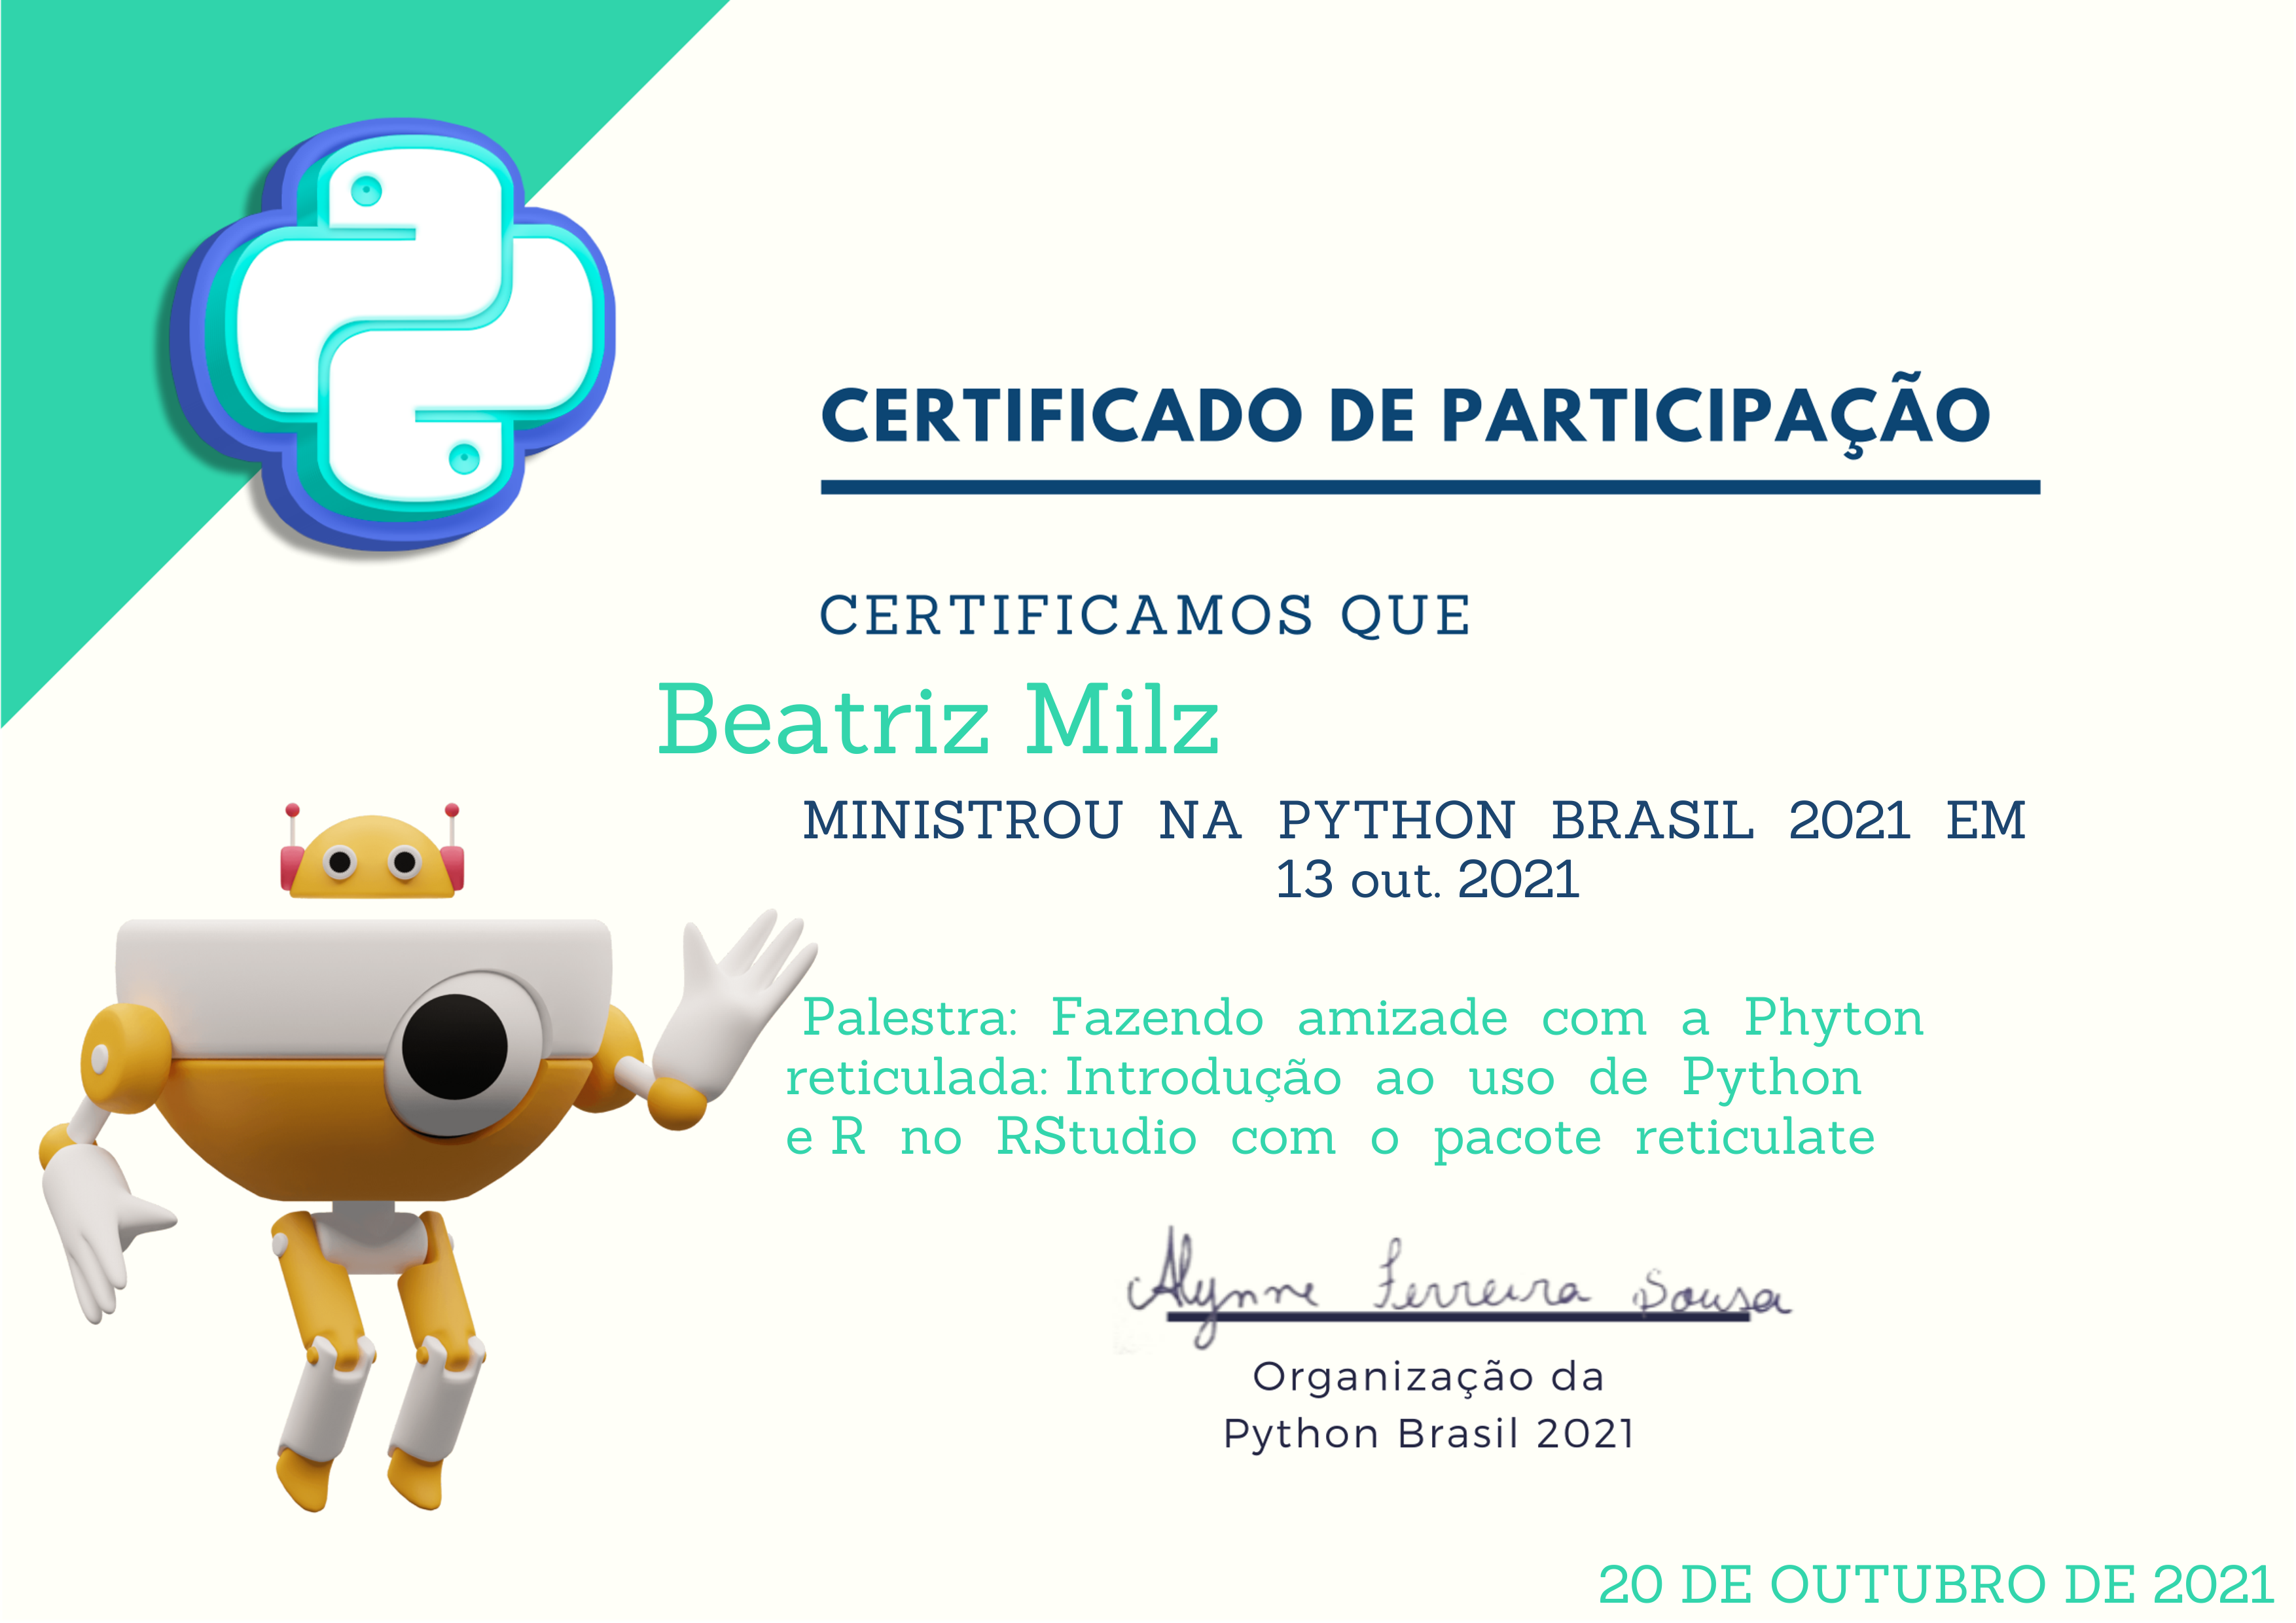 CERTIFICADO DE PARTICIPAÇÃO
CERTIFICAMOS QUE
Beatriz Milz
MINISTROU NA PYTHON BRASIL 2021 EM
13 out. 2021
Palestra: Fazendo amizade com a Phyton
reticulada: Introdução ao uso de Python
e R no RStudio com o pacote reticulate
Alynne Ferreira Sousa
Organização da
Python Brasil 2021
20 DE OUTUBRO DE 2021